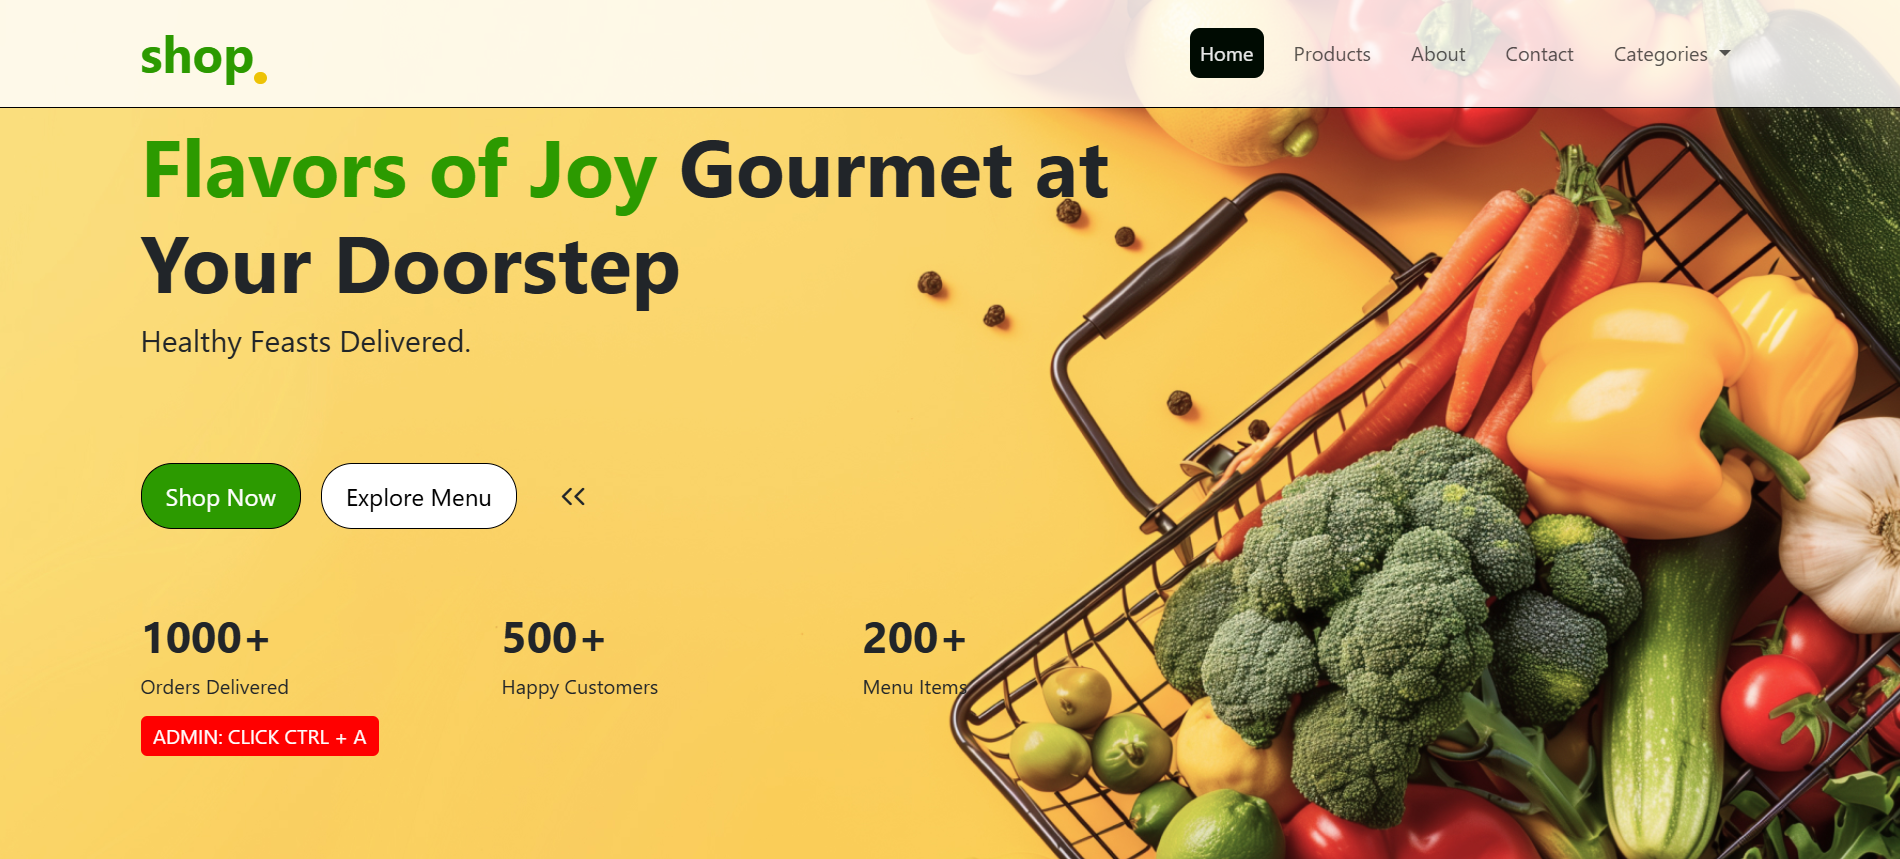 shop.
Home Products About Contact Categories
Flavors of Joy Gourmet at
Your Doorstep
Healthy Feasts Delivered.
Shop Now Explore Menu
1000+ 500+ 200+
Orders Delivered Happy Customers Menu Items
ADMIN: CLICK CTRL + A